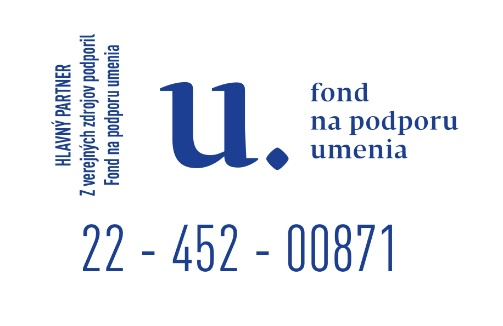 HLAVNÝ PARTNER
Z verejných zdrojov podporil
Fond na podporu umenia
u.
fond
na podporu
umenia
22 - 452 - 00871